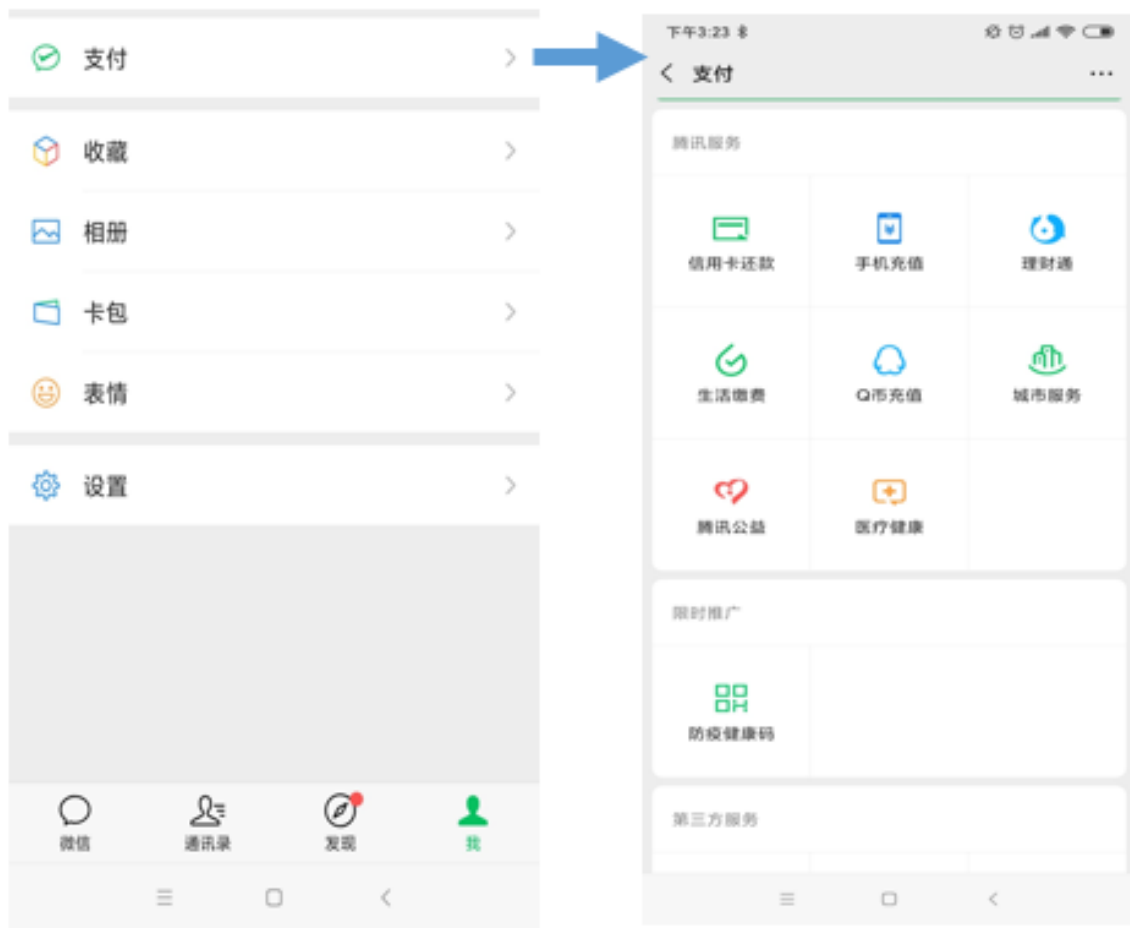 支付
收藏
相册
卡包
表情
设置
微信
通讯录
发现
我
下午3:23
支付
腾讯服务
信用卡还款
手机充值
理财通
生活缴费
Q币充值
城市服务
腾讯公益
医疗健康
限时推广
防疫健康码
第三方服务